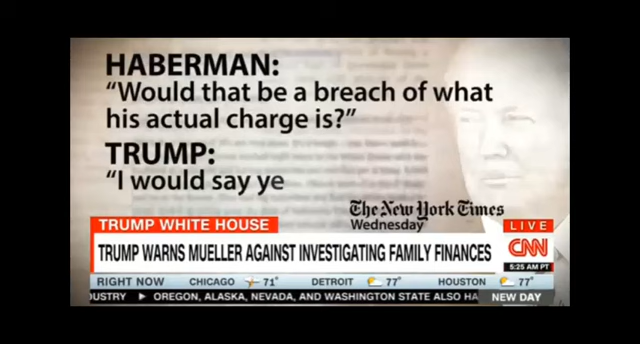 HABERMAN:
“Would that be a breach of what
his actual charge is?”
TRUMP:
“I would say ye
The New York Times
Wednesday
TRUMP WHITE HOUSE
LIVE
TRUMP WARNS MUELLER AGAINST INVESTIGATING FAMILY FINANCES
CNN
5:25 AM PT
RIGHT NOW CHICAGO 71° DETROIT 77° HOUSTON 77°
USTRY ▶ OREGON, ALASKA, NEVADA, AND WASHINGTON STATE ALSO HA NEW DAY